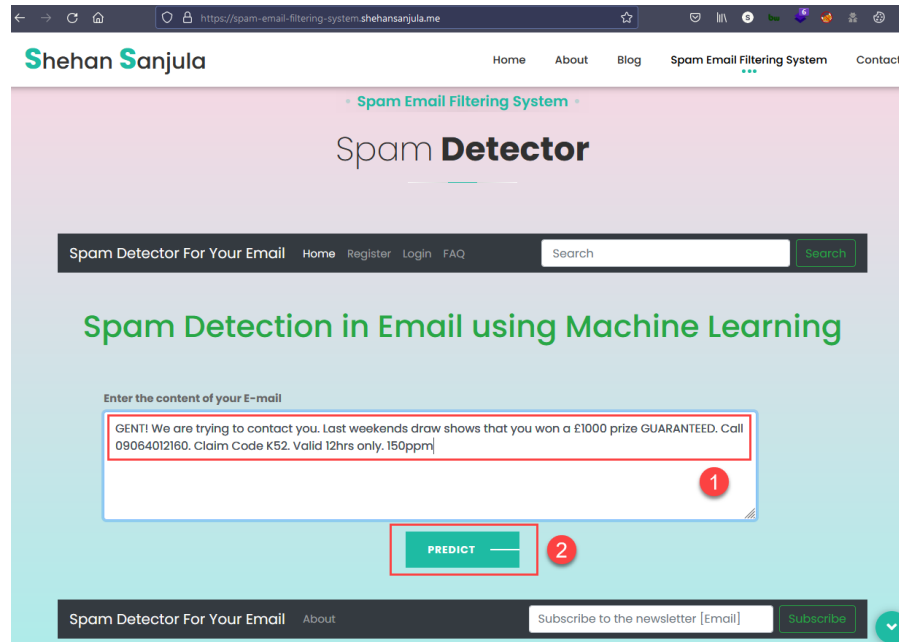 https://spam-email-filtering-system.shehansanjula.me
S
6
Shehan Sanjula
Home About Blog Spam Email Filtering System Contact
Spam Email Filtering System
Spam Detector
Spam Detector For Your Email Home Register Login FAQ Search Search
Spam Detection in Email using Machine Learning
Enter the content of your E-mail
GENT! We are trying to contact you. Last weekends draw shows that you won a £1000 prize GUARANTEED. Call
09064012160. Claim Code K52. Valid 12hrs only. 150ppm
1
PREDICT
2
Spam Detector For Your Email About Subscribe to the newsletter [Email] Subscribe